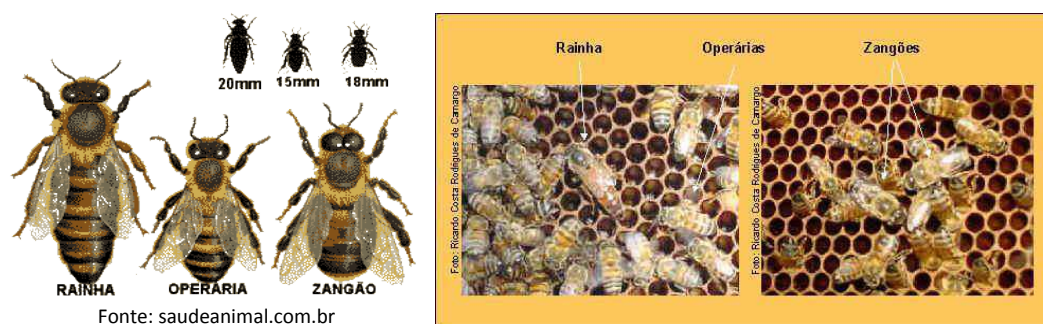 20mm 15mm 18mm
RAINHA OPERÁRIA ZANGÃO
Fonte: saudeanimal.com.br
Rainha Operárias Zangões
Foto: Ricardo Costa Rodrigues de Camargo
Foto: Ricardo Costa Rodrigues de Camargo